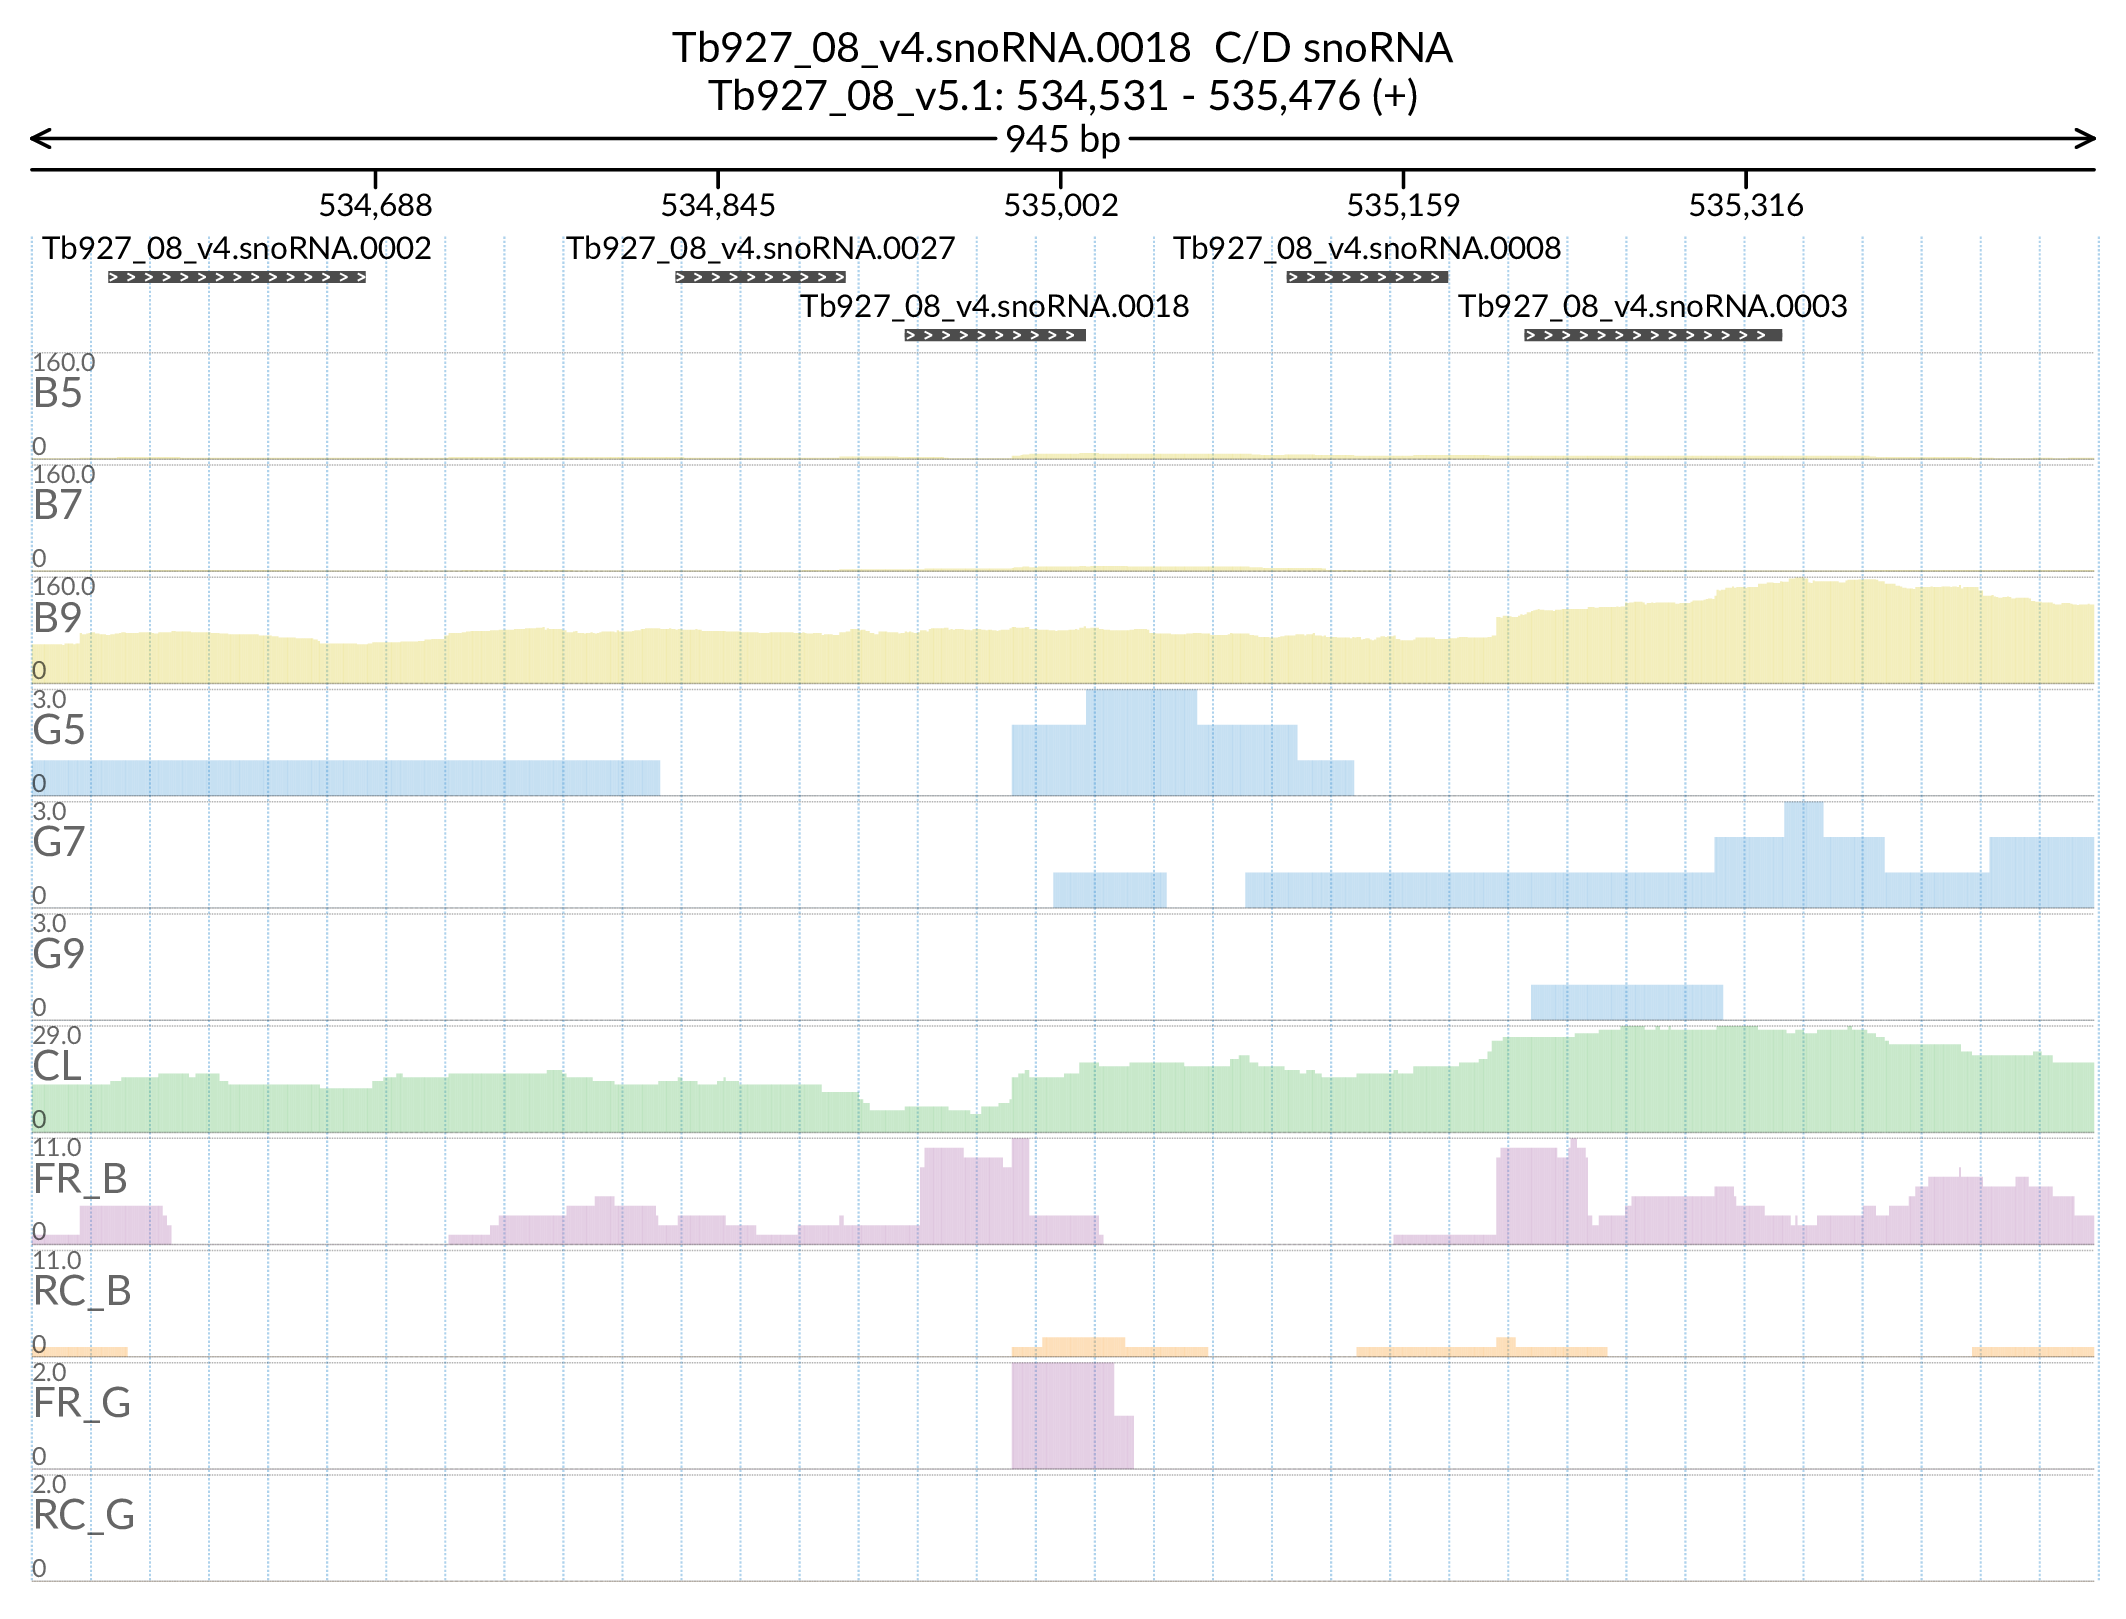 Tb927_08_v4.snoRNA.0018 C/D snoRNA
Tb927_08_v5.1: 534,531 - 535,476 (+)
945 bp
534,688 534,845 535,002 535,159 535,316
Tb927_08_v4.snoRNA.0002 Tb927_08_v4.snoRNA.0027 Tb927_08_v4.snoRNA.0008
Tb927_08_v4.snoRNA.0018 Tb927_08_v4.snoRNA.0003
160.0
B5
0
160.0
B7
0
160.0
B9
0
3.0
G5
0
3.0
G7
0
3.0
G9
0
29.0
CL
0
11.0
FR_B
0
11.0
RC_B
0
2.0
FR_G
0
2.0
RC_G
0